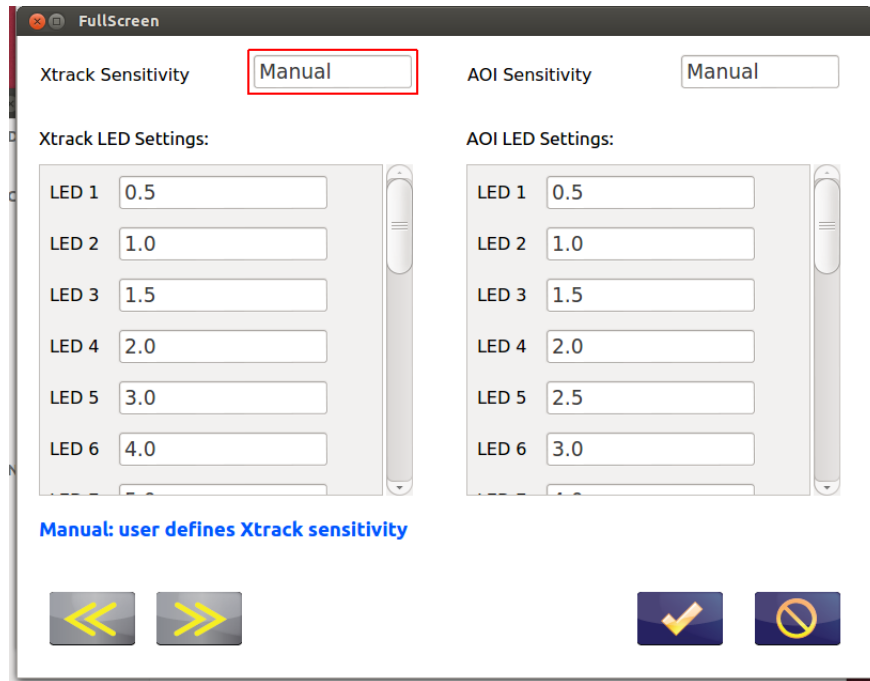 FullScreen
Xtrack Sensitivity Manual AOI Sensitivity Manual
Xtrack LED Settings: AOI LED Settings:
LED 1 0.5 LED 1 0.5
LED 2 1.0 LED 2 1.0
LED 3 1.5 LED 3 1.5
LED 4 2.0 LED 4 2.0
LED 5 3.0 LED 5 2.5
LED 6 4.0 LED 6 3.0
Manual: user defines Xtrack sensitivity